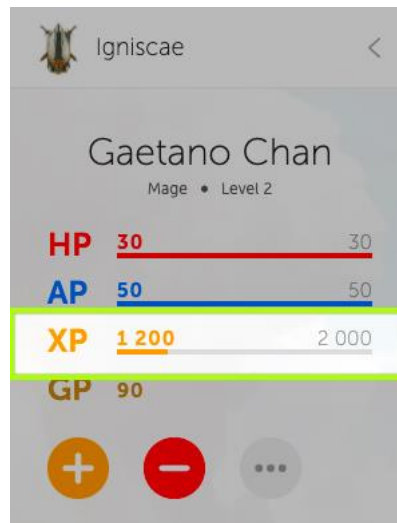 Igniscae
Gaetano Chan
Mage • Level 2
HP 30 30
AP 50 50
XP 1 200 2 000
GP 90